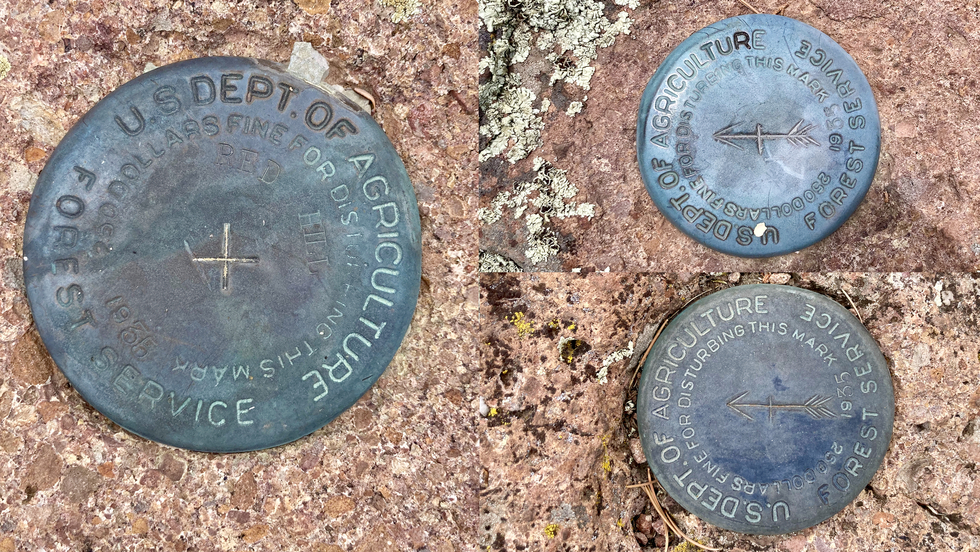 U.S. DEPT. OF AGRICULTURE
FOREST SERVICE
250 DOLLARS FINE FOR DISTURBING THIS MARK
RED
HILL
U.S. DEPT. OF AGRICULTURE
FOREST SERVICE
250 DOLLARS FINE FOR DISTURBING THIS MARK
U.S. DEPT. OF AGRICULTURE
FOREST SERVICE
250 DOLLARS FINE FOR DISTURBING THIS MARK
1935